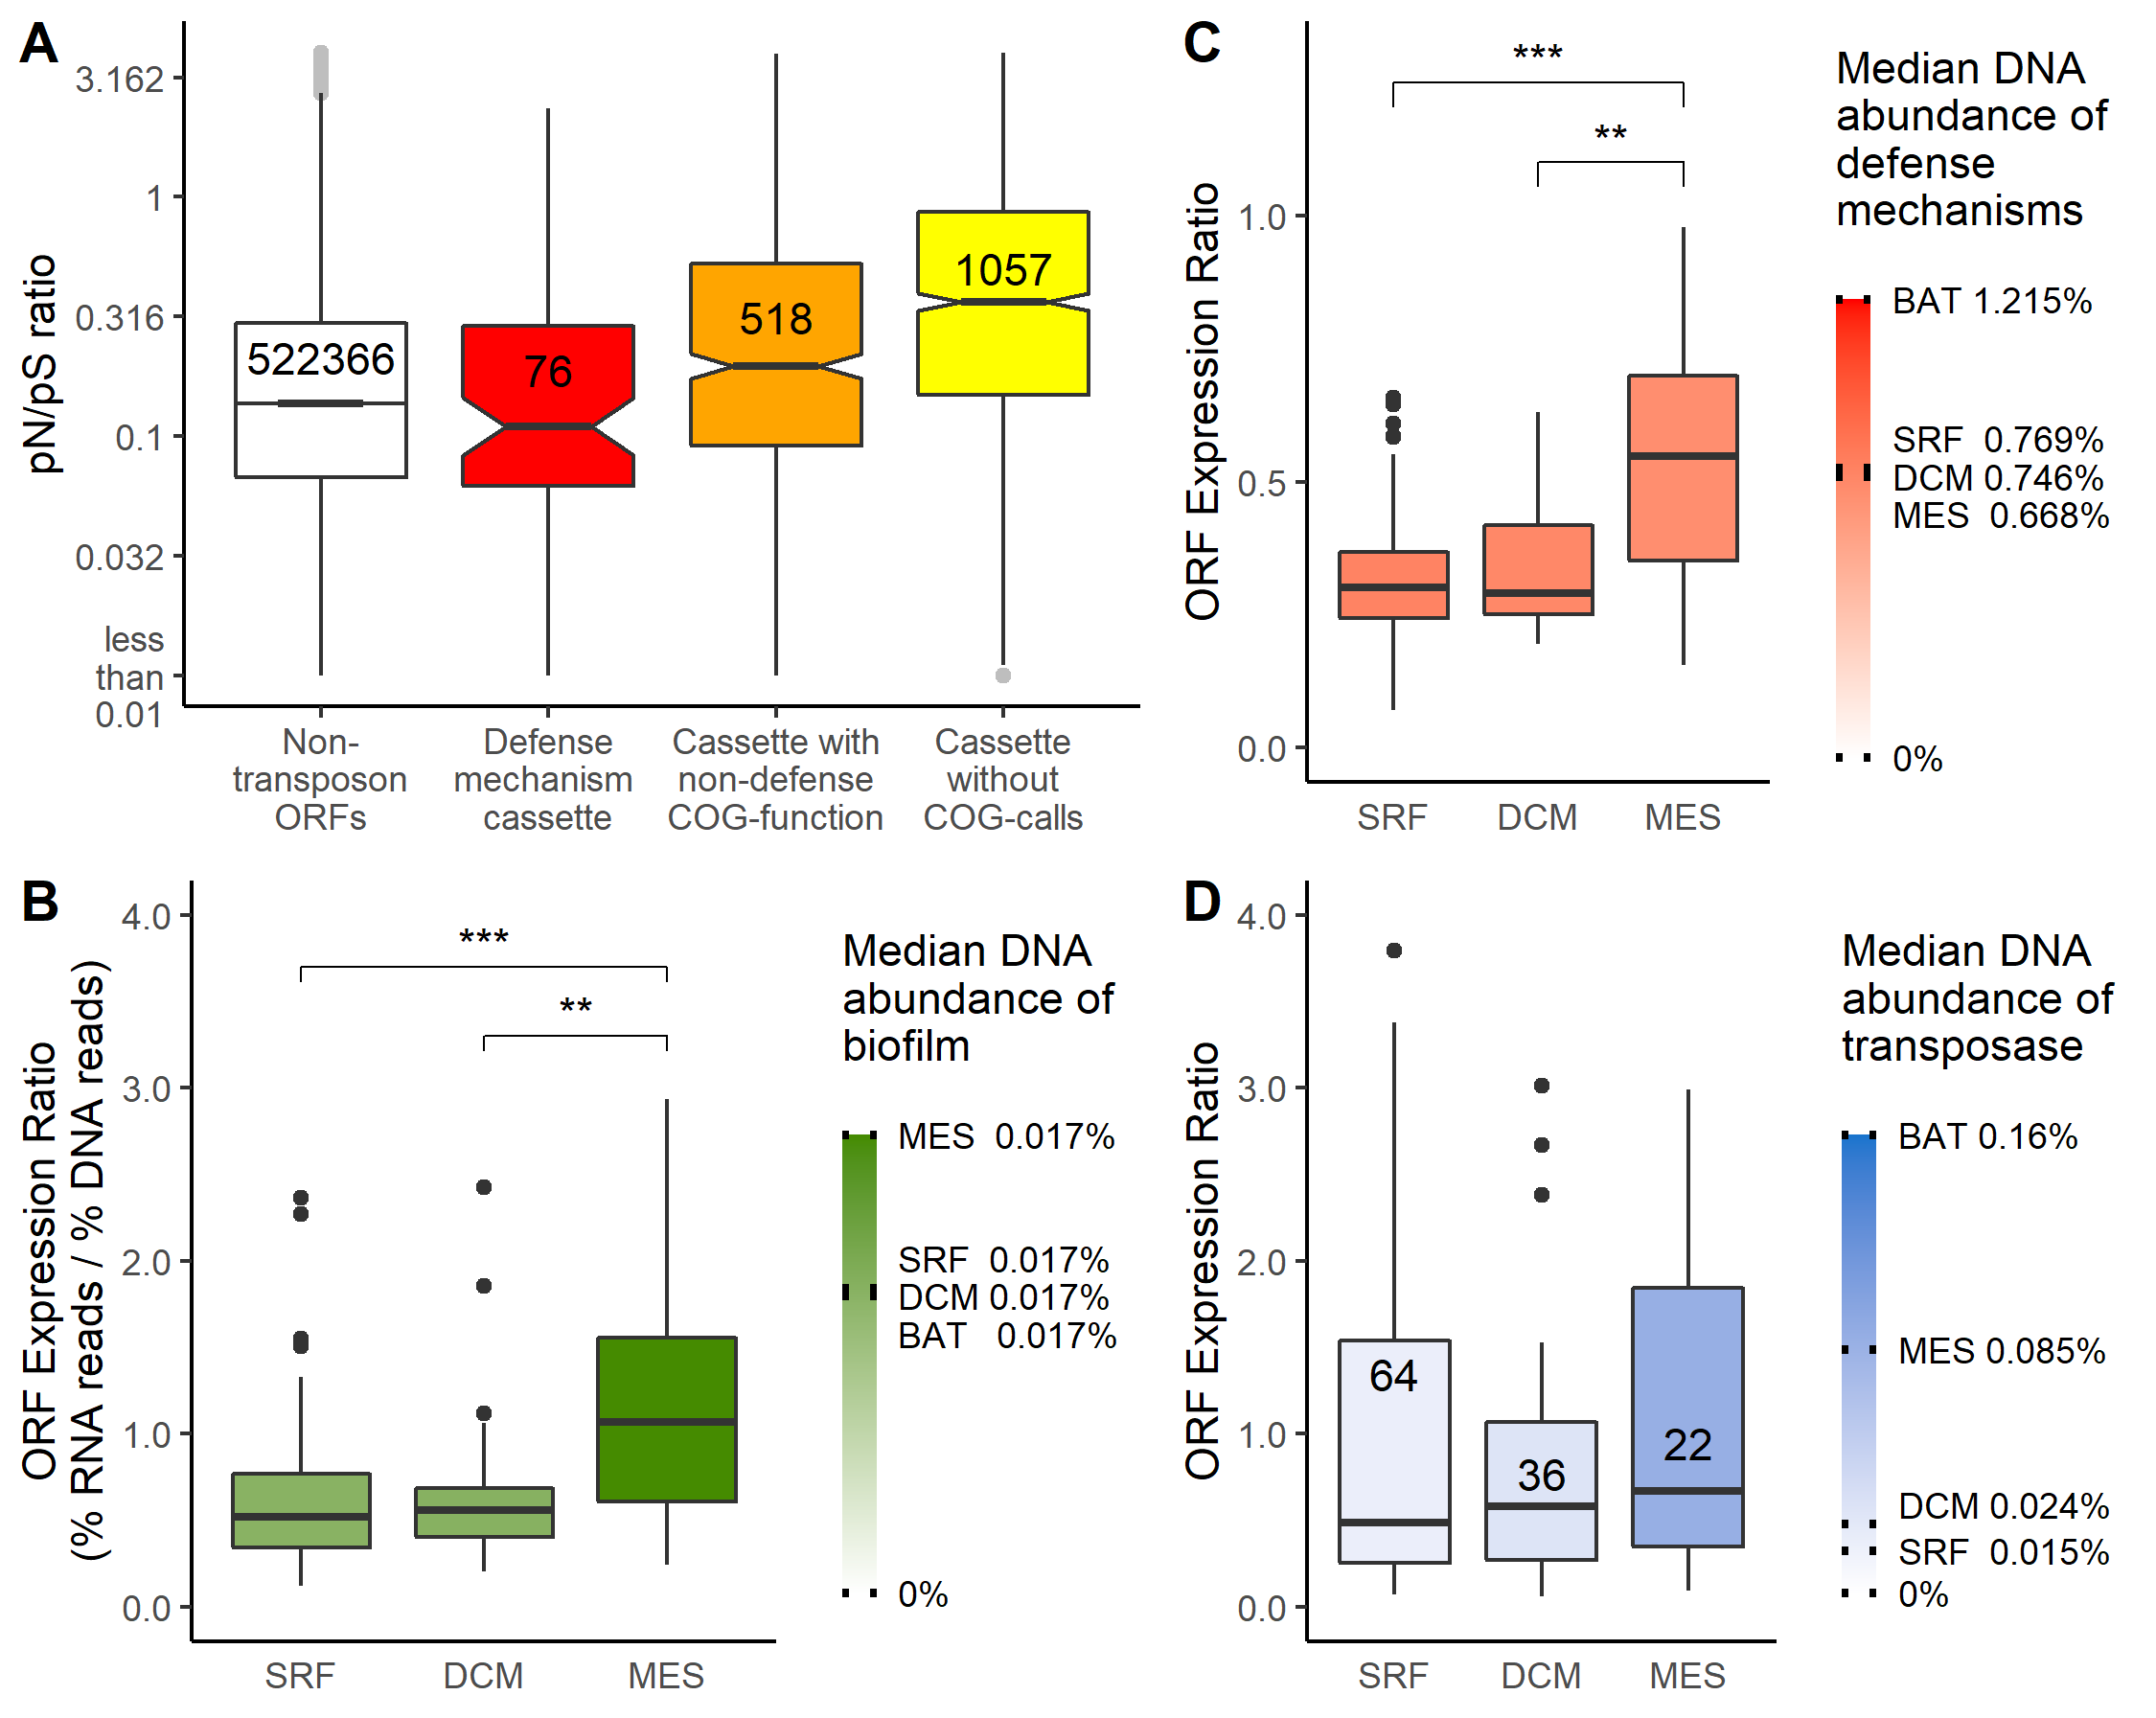 A
pN/pS ratio
3.162
1
0.316
0.1
0.032
less
than
0.01
522366
76
518
1057
Non-
transposon
ORFs
Defense
mechanism
cassette
Cassette with
non-defense
COG-function
Cassette
without
COG-calls
C
ORF Expression Ratio
1.0
0.5
0.0
***
**
SRF
DCM
MES
Median DNA
abundance of
defense
mechanisms
BAT 1.215%
SRF 0.769%
DCM 0.746%
MES 0.668%
0%
B
ORF Expression Ratio
(% RNA reads / % DNA reads)
4.0
3.0
2.0
1.0
0.0
***
**
SRF
DCM
MES
Median DNA
abundance of
biofilm
MES 0.017%
SRF 0.017%
DCM 0.017%
BAT 0.017%
0%
D
ORF Expression Ratio
4.0
3.0
2.0
1.0
0.0
64
36
22
SRF
DCM
MES
Median DNA
abundance of
transposase
BAT 0.16%
MES 0.085%
DCM 0.024%
SRF 0.015%
0%